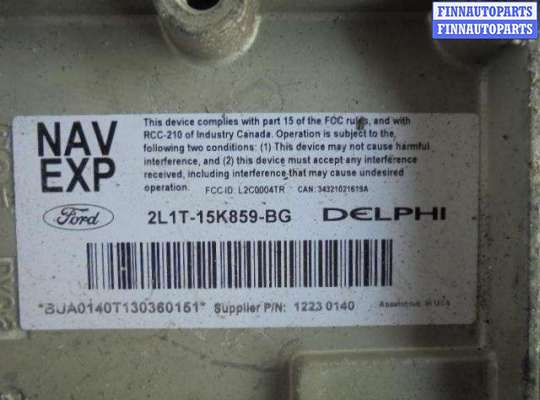 FINNAUTOPARTS
FINNAUTOPARTS
This device complies with part 15 of the FCC rules, and with
RCC-210 of Industry Canada. Operation is subject to the
following two conditions: (1) This device may not cause harmful
interference, and (2) this device must accept any interference
received, including interference that may cause undesired
operation. FCC ID: L2C0004TR CAN: 34321021619A
NAV
EXP
Ford
2L1T-15K859-BG DELPHI
*BJA0140T130360151* Supplier P/N: 1223 0140 Assembled in U.S.A.